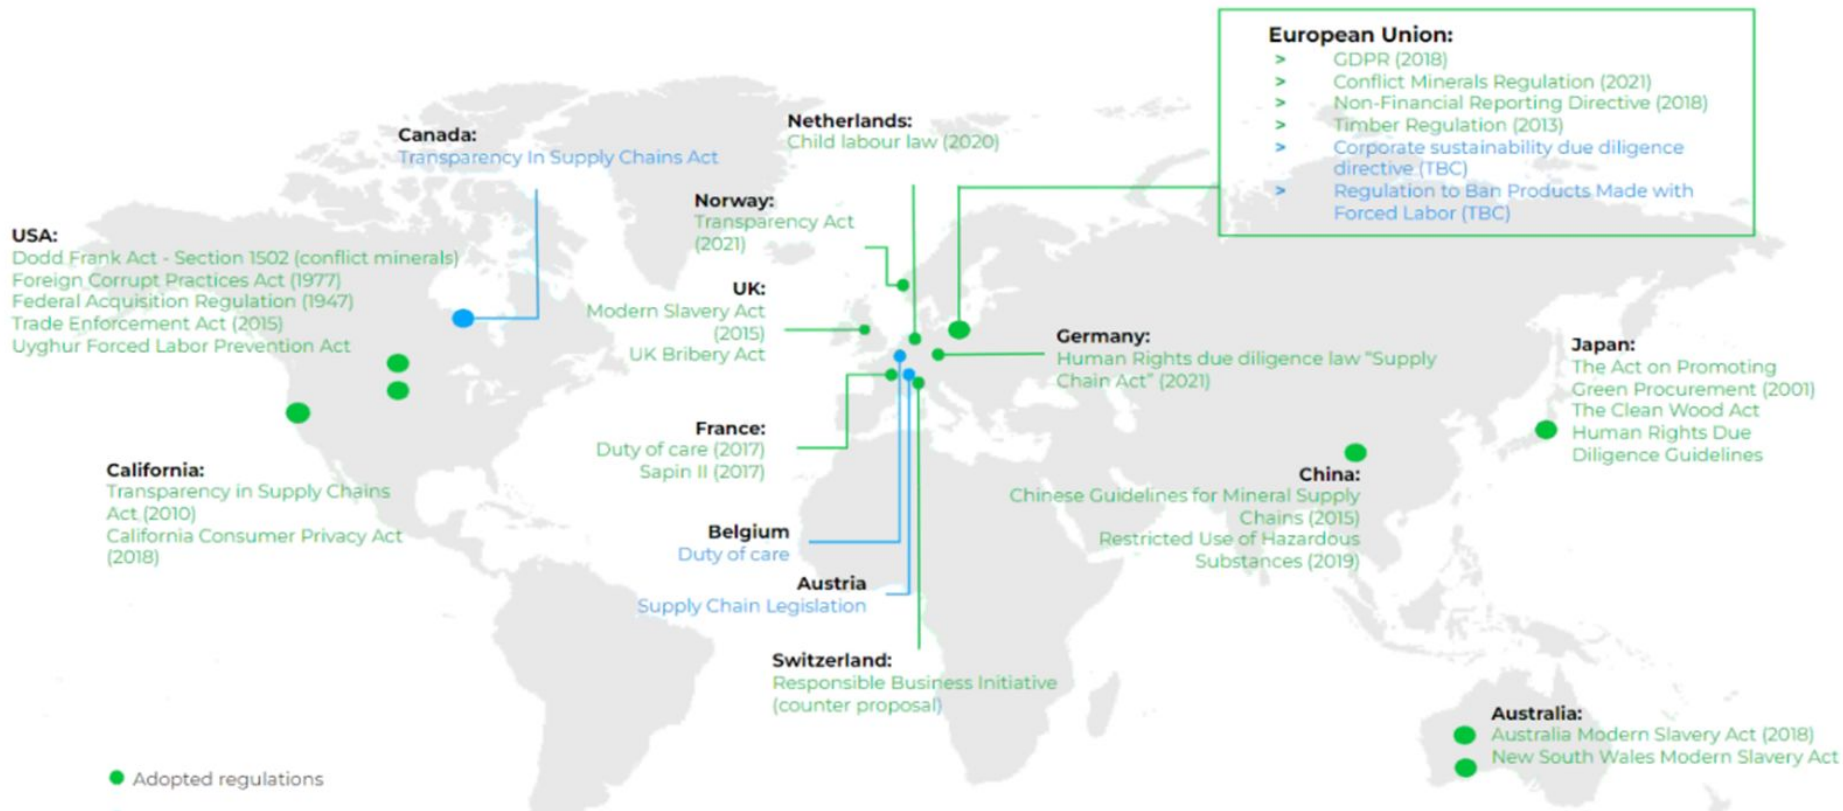 European Union:
> GDPR (2018)
> Conflict Minerals Regulation (2021)
> Non-Financial Reporting Directive (2018)
> Timber Regulation (2013)
> Corporate sustainability due diligence
directive (TBC)
> Regulation to Ban Products Made with
Forced Labor (TBC)
Netherlands:
Child labour law (2020)
Canada:
Transparency In Supply Chains Act
Norway:
Transparency Act
(2021)
USA:
Dodd Frank Act - Section 1502 (conflict minerals)
Foreign Corrupt Practices Act (1977)
Federal Acquisition Regulation (1947)
Trade Enforcement Act (2015)
Uyghur Forced Labor Prevention Act
UK:
Modern Slavery Act
(2015)
UK Bribery Act
Germany:
Human Rights due diligence law “Supply
Chain Act” (2021)
Japan:
The Act on Promoting
Green Procurement (2001)
The Clean Wood Act
Human Rights Due
Diligence Guidelines
France:
Duty of care (2017)
Sapin II (2017)
California:
Transparency in Supply Chains
Act (2010)
California Consumer Privacy Act
(2018)
China:
Chinese Guidelines for Mineral Supply
Chains (2015)
Restricted Use of Hazardous
Substances (2019)
Belgium
Duty of care
Austria
Supply Chain Legislation
Switzerland:
Responsible Business Initiative
(counter proposal)
Australia:
Australia Modern Slavery Act (2018)
New South Wales Modern Slavery Act
Adopted regulations